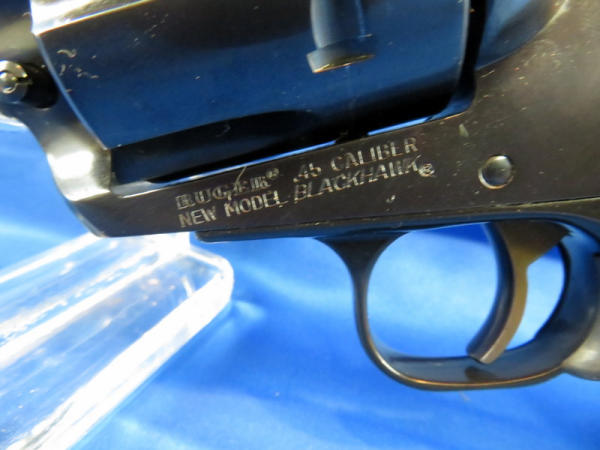 RUGER® .45 CALIBER
NEW MODEL BLACKHAWK®